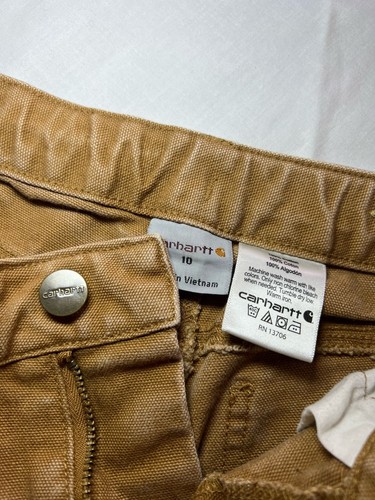 carhartt
10
in Vietnam
100% Cotton
100% Algodón
Machine wash warm with like
colors. Only non chlorine bleach
when needed. Tumble dry low
Warm iron.
carhartt
RN 13706
carhartt